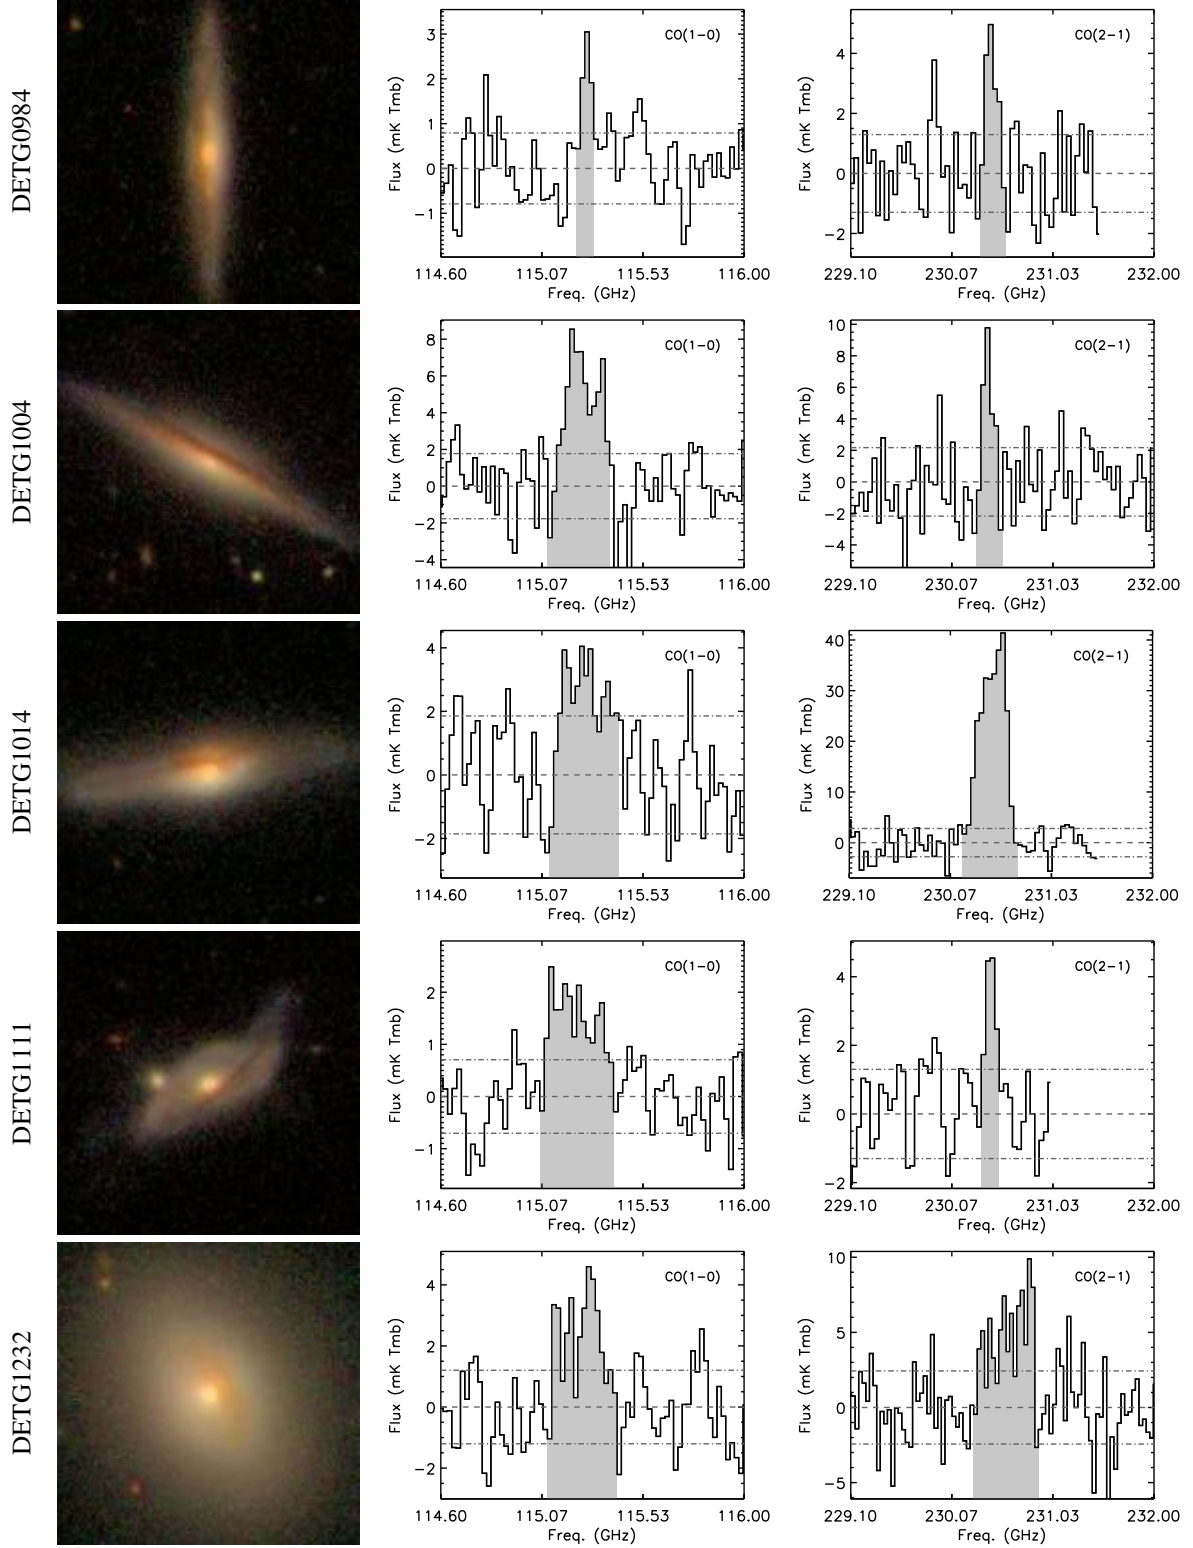 DETG0984
CO(1-0)
Flux (mK Tmb)
3
2
1
0
-1
114.60 115.07 115.53 116.00
Freq. (GHz)
CO(2-1)
Flux (mK Tmb)
4
2
0
-2
229.10 230.07 231.03 232.00
Freq. (GHz)
DETG1004
CO(1-0)
Flux (mK Tmb)
8
6
4
2
0
-2
-4
114.60 115.07 115.53 116.00
Freq. (GHz)
CO(2-1)
Flux (mK Tmb)
10
8
6
4
2
0
-2
-4
229.10 230.07 231.03 232.00
Freq. (GHz)
DETG1014
CO(1-0)
Flux (mK Tmb)
4
2
0
-2
114.60 115.07 115.53 116.00
Freq. (GHz)
CO(2-1)
Flux (mK Tmb)
40
30
20
10
0
229.10 230.07 231.03 232.00
Freq. (GHz)
DETG1111
CO(1-0)
Flux (mK Tmb)
2
1
0
-1
114.60 115.07 115.53 116.00
Freq. (GHz)
CO(2-1)
Flux (mK Tmb)
4
2
0
-2
229.10 230.07 231.03 232.00
Freq. (GHz)
DETG1232
CO(1-0)
Flux (mK Tmb)
4
2
0
-2
114.60 115.07 115.53 116.00
Freq. (GHz)
CO(2-1)
Flux (mK Tmb)
10
5
0
-5
229.10 230.07 231.03 232.00
Freq. (GHz)